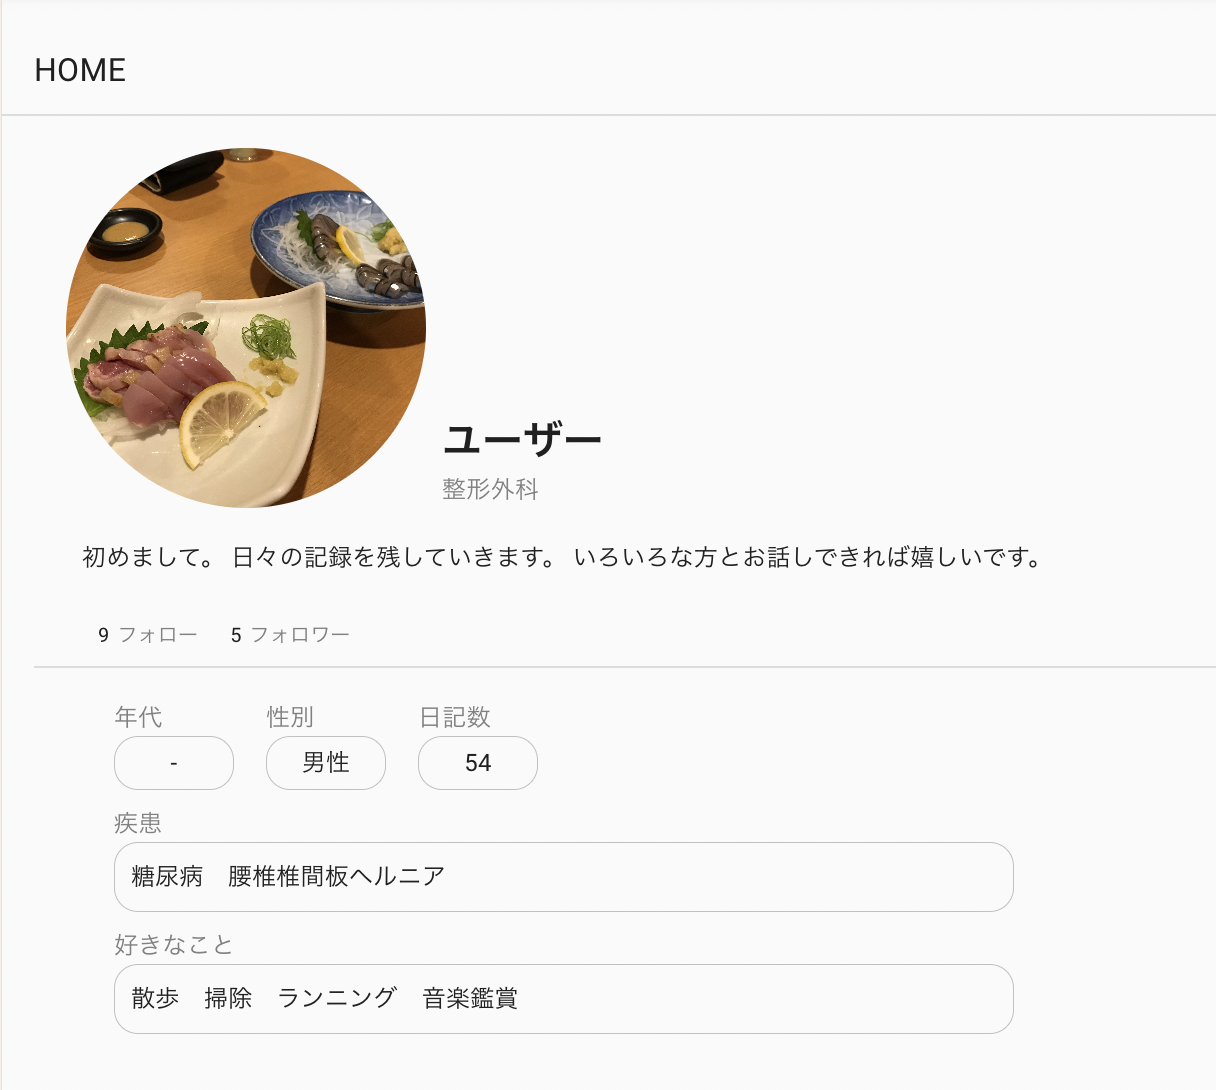 HOME
ユーザー
整形外科
初めまして。 日々の記録を残していきます。 いろいろな方とお話しできれば嬉しいです。
9 フォロー 5 フォロワー
年代 性別 日記数
- 男性 54
疾患
糖尿病　腰椎椎間板ヘルニア
好きなこと
散歩　掃除　ランニング　音楽鑑賞